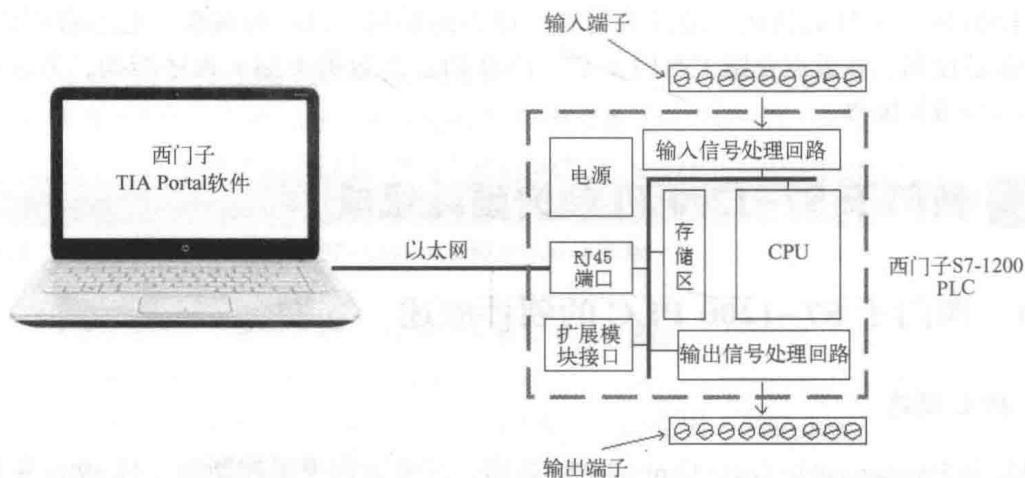 输入端子
西门子
TIA Portal软件
以太网
电源
输入信号处理回路
RJ45
端口
存
储
区
CPU
西门子S7-1200
PLC
扩展模
块接口
输出信号处理回路
输出端子